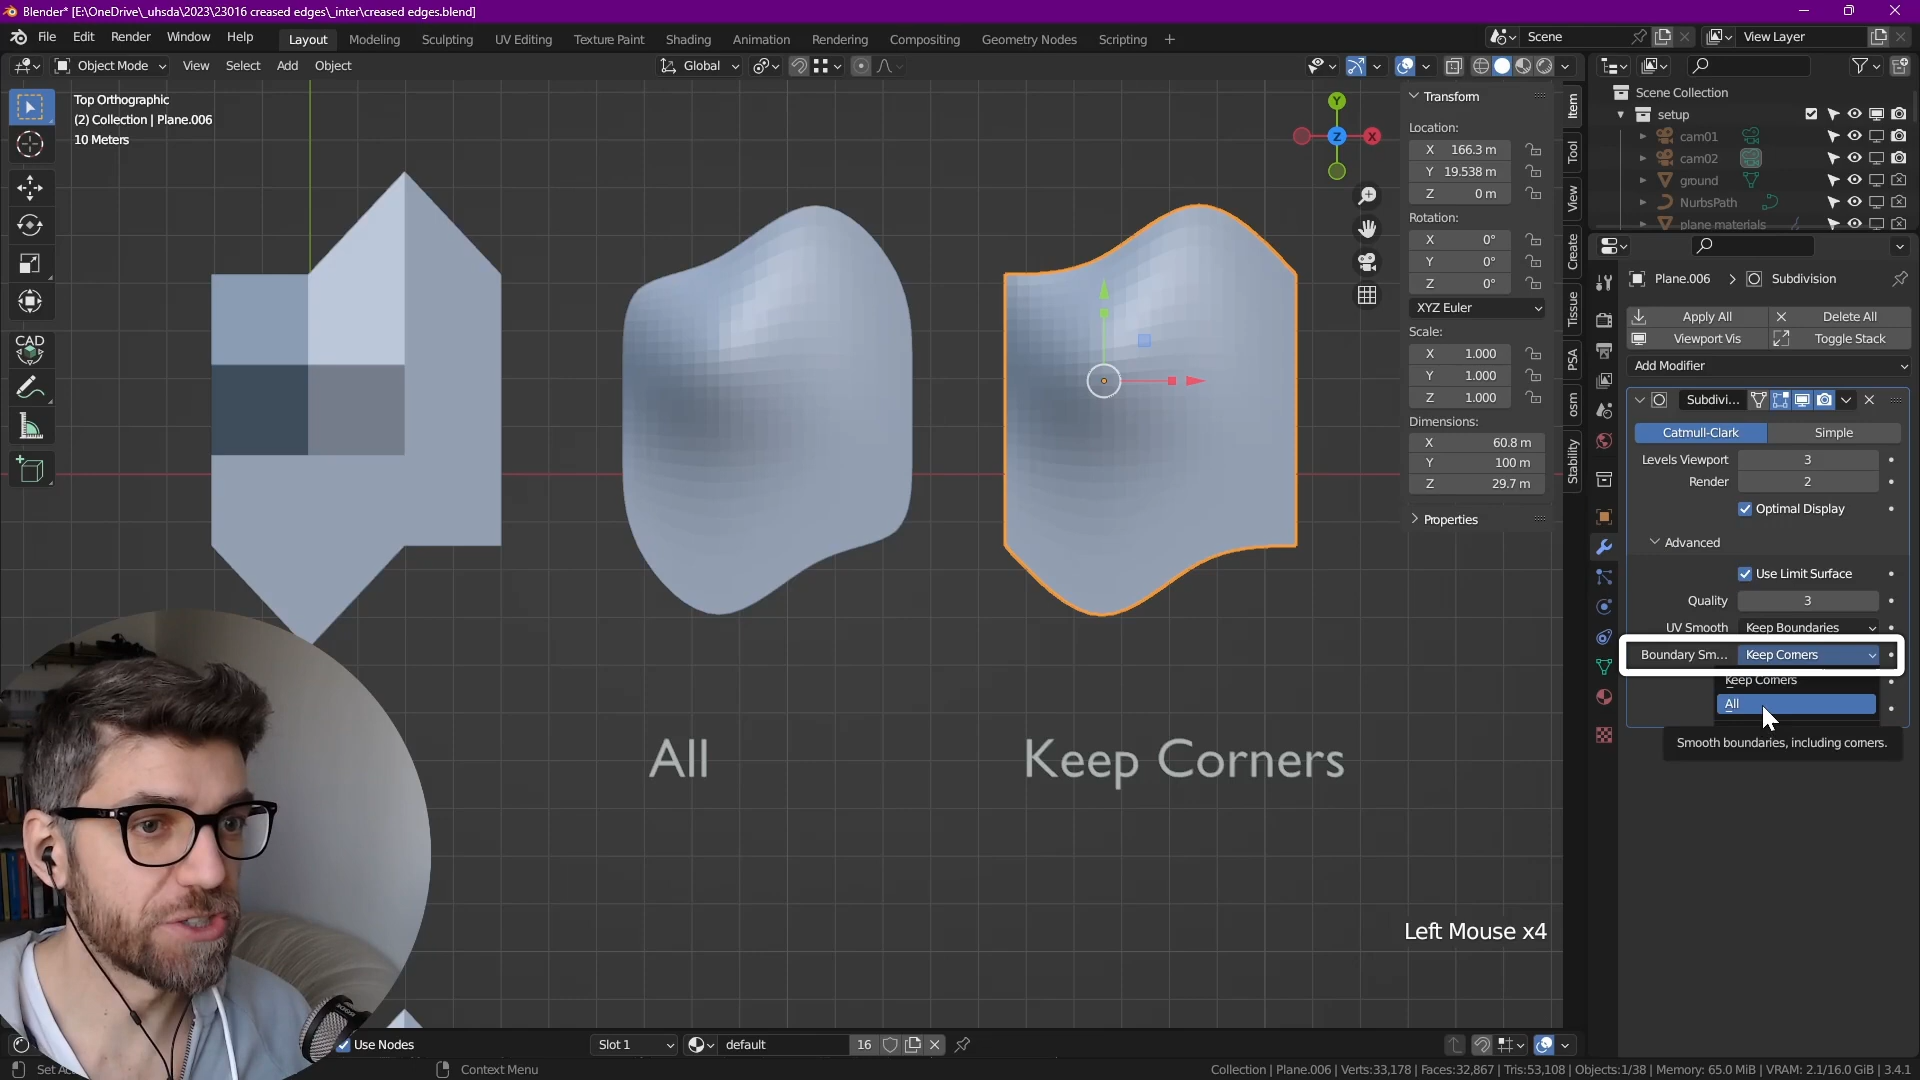 Blender* [E:\OneDrive\_uhsda\2023\23016 creased edges\_inter\creased edges.blend]
File Edit Render Window Help
Layout Modeling Sculpting UV Editing Texture Paint Shading Animation Rendering Compositing Geometry Nodes Scripting +
Scene
View Layer
Object Mode View Select Add Object
Global
Top Orthographic
(2) Collection | Plane.006
10 Meters
CAD
Y
Z
X
Transform
Location:
X 166.3 m
Y 19.538 m
Z 0 m
Rotation:
X 0°
Y 0°
Z 0°
XYZ Euler
Scale:
X 1.000
Y 1.000
Z 1.000
Dimensions:
X 60.8 m
Y 100 m
Z 29.7 m
Properties
Item
Tool
View
Create
Tissue
PSA
osm
Stability
Scene Collection
setup
cam01
cam02
ground
NurbsPath
plane materials
Plane.006 > Subdivision
Apply All Delete All
Viewport Vis Toggle Stack
Add Modifier
Subdivi...
Catmull-Clark Simple
Levels Viewport 3
Render 2
Optimal Display
Advanced
Use Limit Surface
Quality 3
UV Smooth Keep Boundaries
Boundary Sm... Keep Corners
Keep Corners
All
Smooth boundaries, including corners.
All
Keep Corners
Left Mouse x4
Use Nodes
Slot 1
default 16
Context Menu
Collection | Plane.006 | Verts:33,178 | Faces:32,867 | Tris:53,108 | Objects:1/38 | Memory: 65.0 MiB | VRAM: 2.1/16.0 GiB | 3.4.1